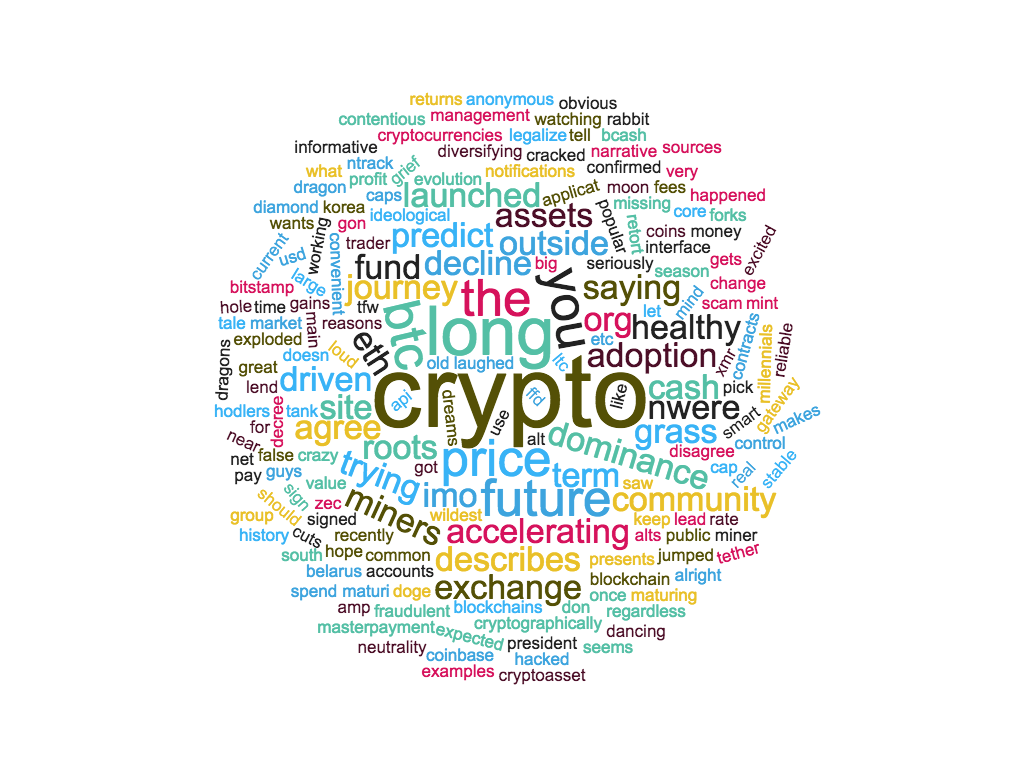 returns anonymous obvious
contentious management watching rabbit
cryptocurrencies legalize tell bcash
informative diversifying cracked narrative sources
ntrack grief confirmed
what profit evolution notifications very
dragon caps launched applicat moon fees happened
diamond korea ideological assets popular missing core forks
wants gon predict outside retort coins money
working trader interface excited
current usd convenient fund decline big seriously season gets
bitstamp large journey you saying mind change
hole time gains tfw the let scam mint
tale market main reasons btc long org healthy
exploded loud eth etc contracts millennials reliable
dragons great doesn old laughed ltc adoption xmr
lend driven api crypto ffd like cash pick gateway
hodlers tank site dreams use nwere smart makes
for decree agree alt grass
near false crazy roots got dominance disagree control
net
pay guys trying price term cap real stable
value imo future saw
should sign zec miners community
group signed wildest keep lead rate
history cuts recently accelerating alts public miner
south hope common describes presents jumped tether
belarus accounts exchange blockchain alright
spend maturi doge once maturing
amp fraudulent blockchains don regardless
masterpayment expected cryptographically dancing
neutrality president seems
coinbase hacked
examples cryptoasset